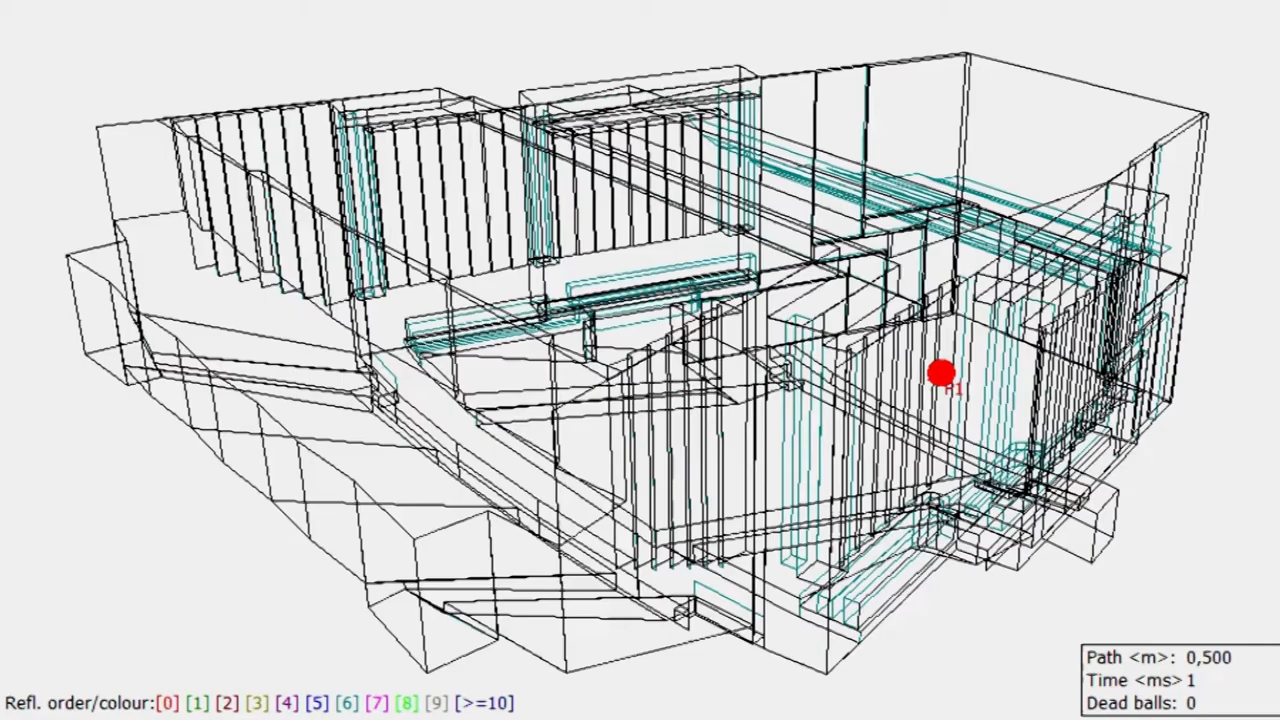 P1
Path <m>: 0,500
Time <ms> 1
Dead balls: 0
Refl. order/colour:[0] [1] [2] [3] [4] [5] [6] [7] [8] [9] [>=10]